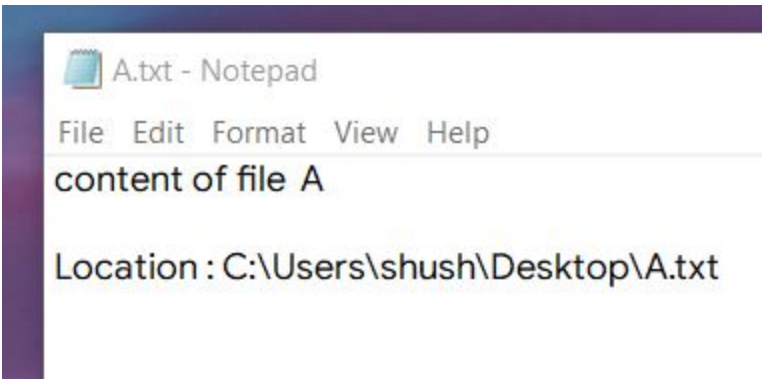 A.txt - Notepad
File Edit Format View Help
content of file A
Location : C:\Users\shush\Desktop\A.txt